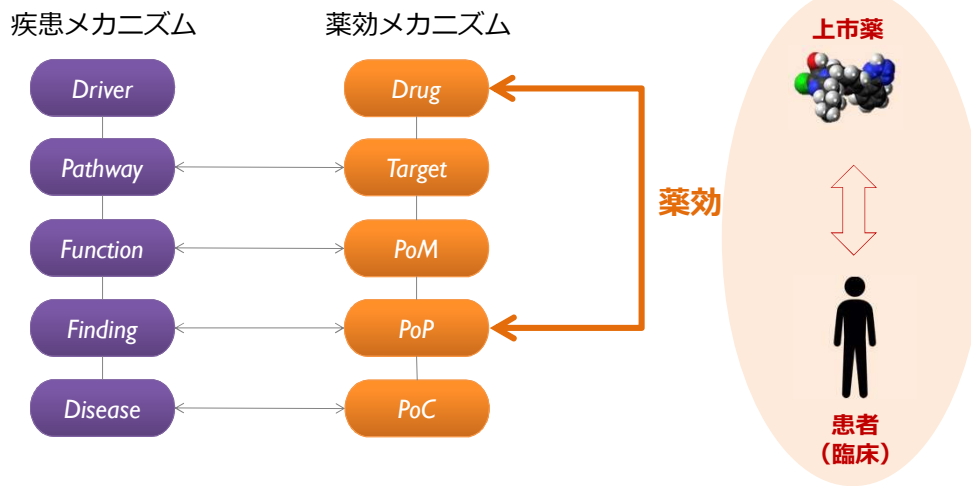 疾患メカニズム
薬効メカニズム
上市薬
Driver
Drug
Pathway
Target
薬効
Function
PoM
Finding
PoP
Disease
PoC
患者
（臨床）